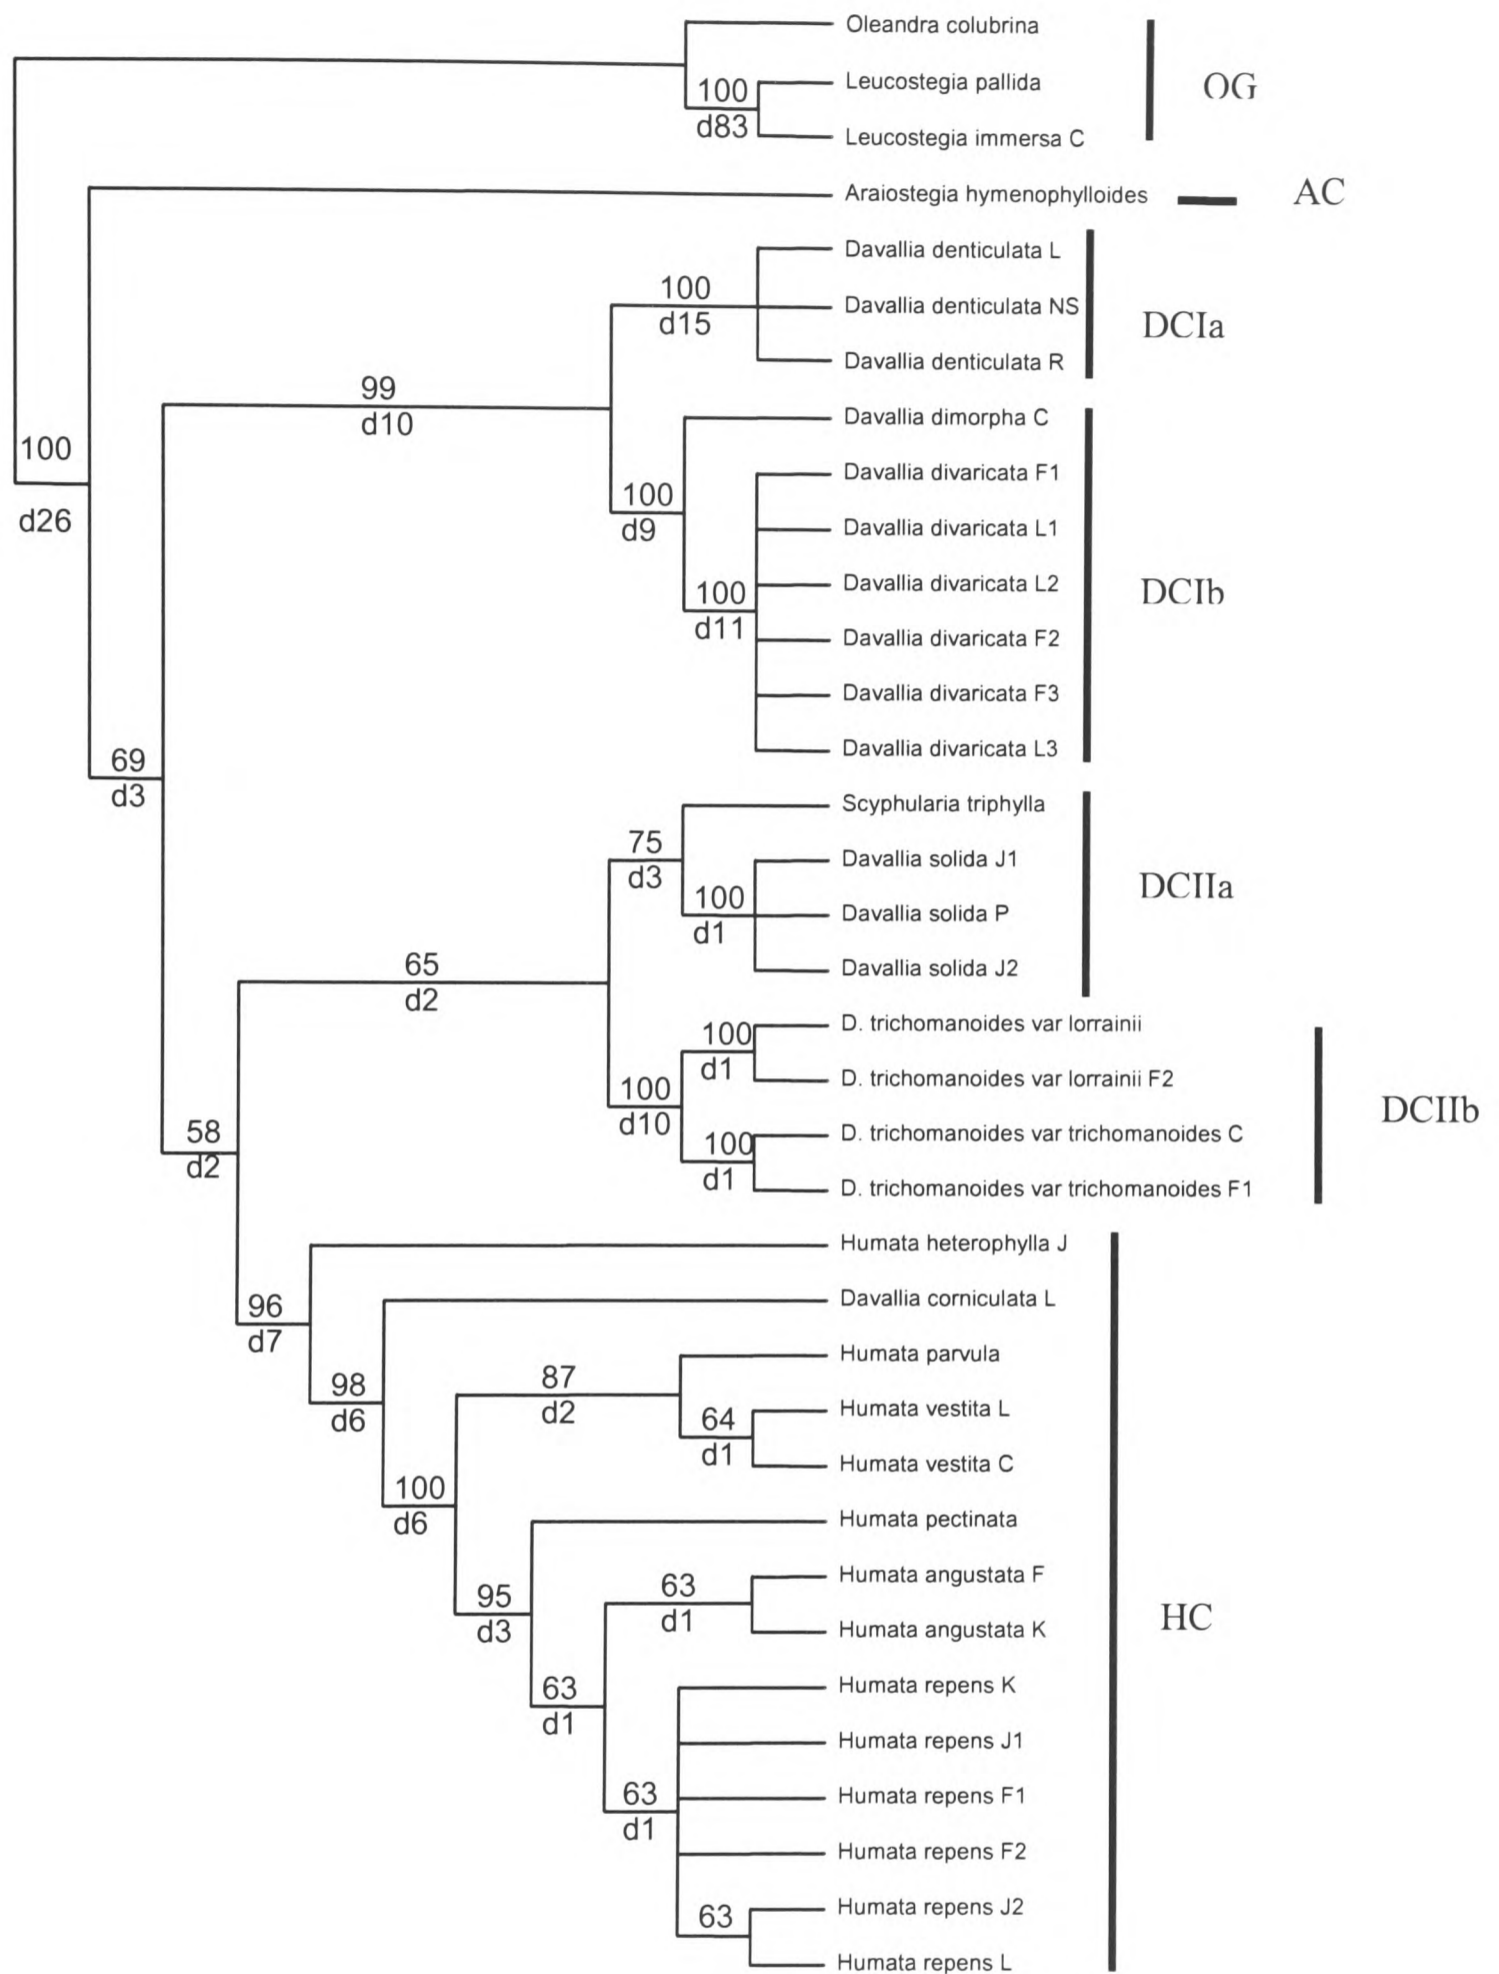 Oleandra colubrina
Leucostegia pallida
100
d83
OG
Leucostegia immersa C
Araiostegia hymenophylloides
AC
Davallia denticulata L
100
d15
Davallia denticulata NS
DCIa
Davallia denticulata R
99
d10
Davallia dimorpha C
100
d26
Davallia divaricata F1
100
d9
Davallia divaricata L1
Davallia divaricata L2
DCIb
100
d11
Davallia divaricata F2
Davallia divaricata F3
Davallia divaricata L3
69
d3
Scyphularia triphylla
75
d3
Davallia solida J1
DCIIa
100
d1
Davallia solida P
Davallia solida J2
65
d2
D. trichomanoides var lorrainii
100
d1
D. trichomanoides var lorrainii F2
100
d10
DCIIb
D. trichomanoides var trichomanoides C
100
d1
D. trichomanoides var trichomanoides F1
58
d2
Humata heterophylla J
Davallia corniculata L
96
d7
Humata parvula
98
d6
87
d2
Humata vestita L
64
d1
Humata vestita C
100
d6
Humata pectinata
Humata angustata F
63
d1
95
d3
HC
Humata angustata K
Humata repens K
63
d1
Humata repens J1
Humata repens F1
63
d1
Humata repens F2
Humata repens J2
63
Humata repens L